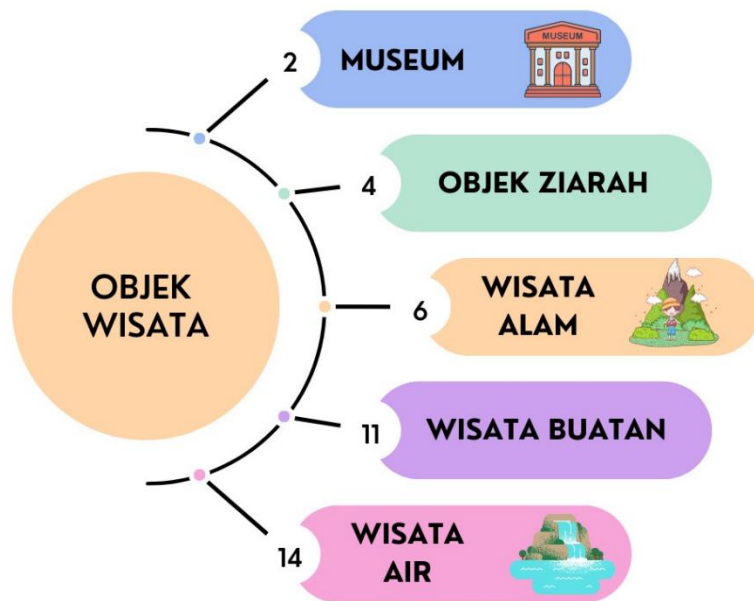 OBJEK
WISATA
2
MUSEUM
MUSEUM
4
OBJEK ZIARAH
6
WISATA
ALAM
11
WISATA BUATAN
14
WISATA
AIR